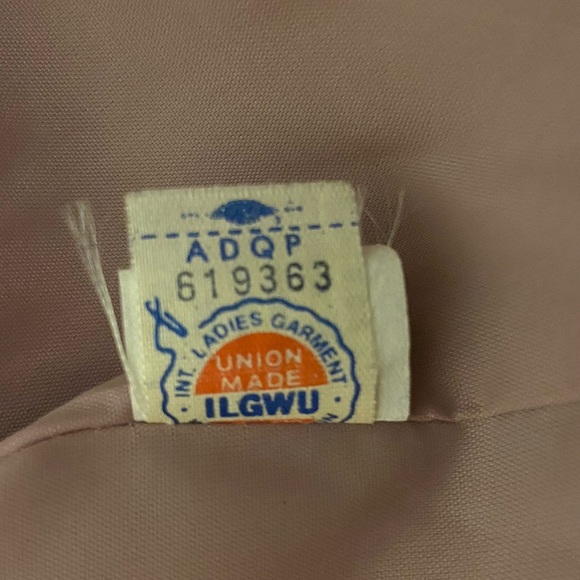 ADQP
619363
INT. LADIES GARMENT
UNION
MADE
ILGWU